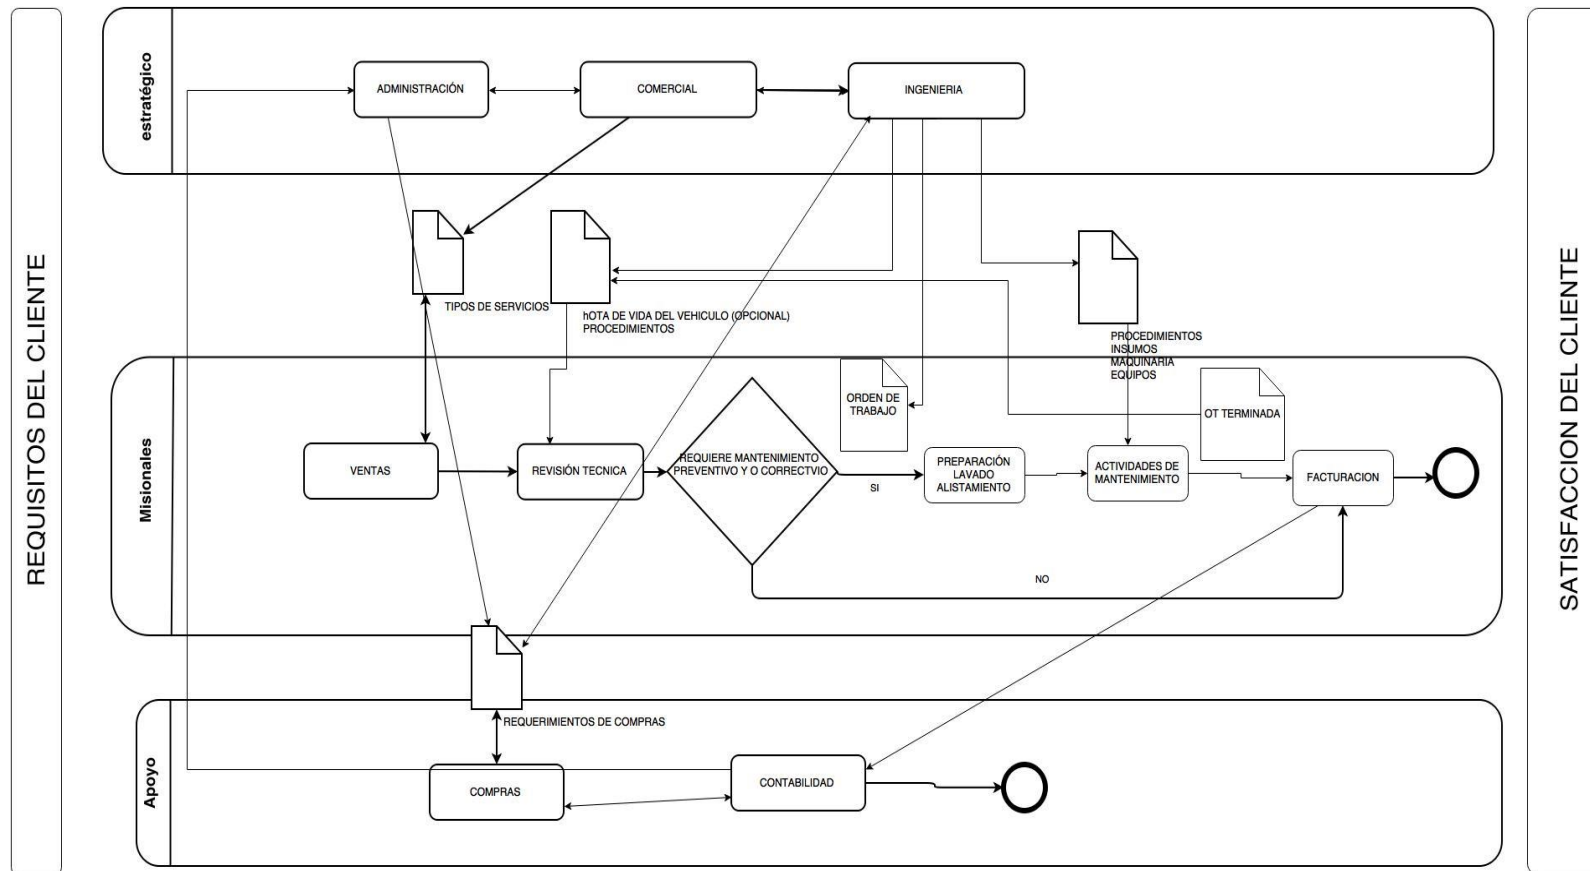 REQUISITOS DEL CLIENTE
estratégico
ADMINISTRACIÓN
COMERCIAL
INGENIERIA
TIPOS DE SERVICIOS
hOTA DE VIDA DEL VEHICULO (OPCIONAL)
PROCEDIMIENTOS
PROCEDIMIENTOS
INSUMOS
MAQUINARIA
EQUIPOS
Misionales
VENTAS
REVISIÓN TECNICA
REQUIERE MANTENIMIENTO
PREVENTIVO Y O CORRECTVIO
SI
NO
ORDEN DE
TRABAJO
PREPARACIÓN
LAVADO
ALISTAMIENTO
ACTIVIDADES DE
MANTENIMIENTO
OT TERMINADA
FACTURACION
REQUERIMIENTOS DE COMPRAS
Apoyo
COMPRAS
CONTABILIDAD
SATISFACCION DEL CLIENTE